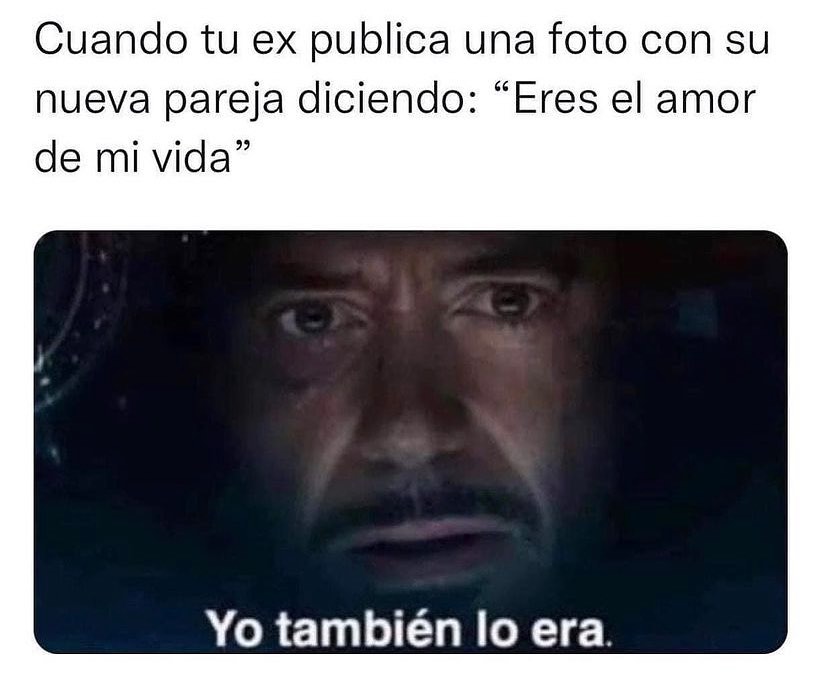 Cuando tu ex publica una foto con su
nueva pareja diciendo: “Eres el amor
de mi vida”
Yo también lo era.